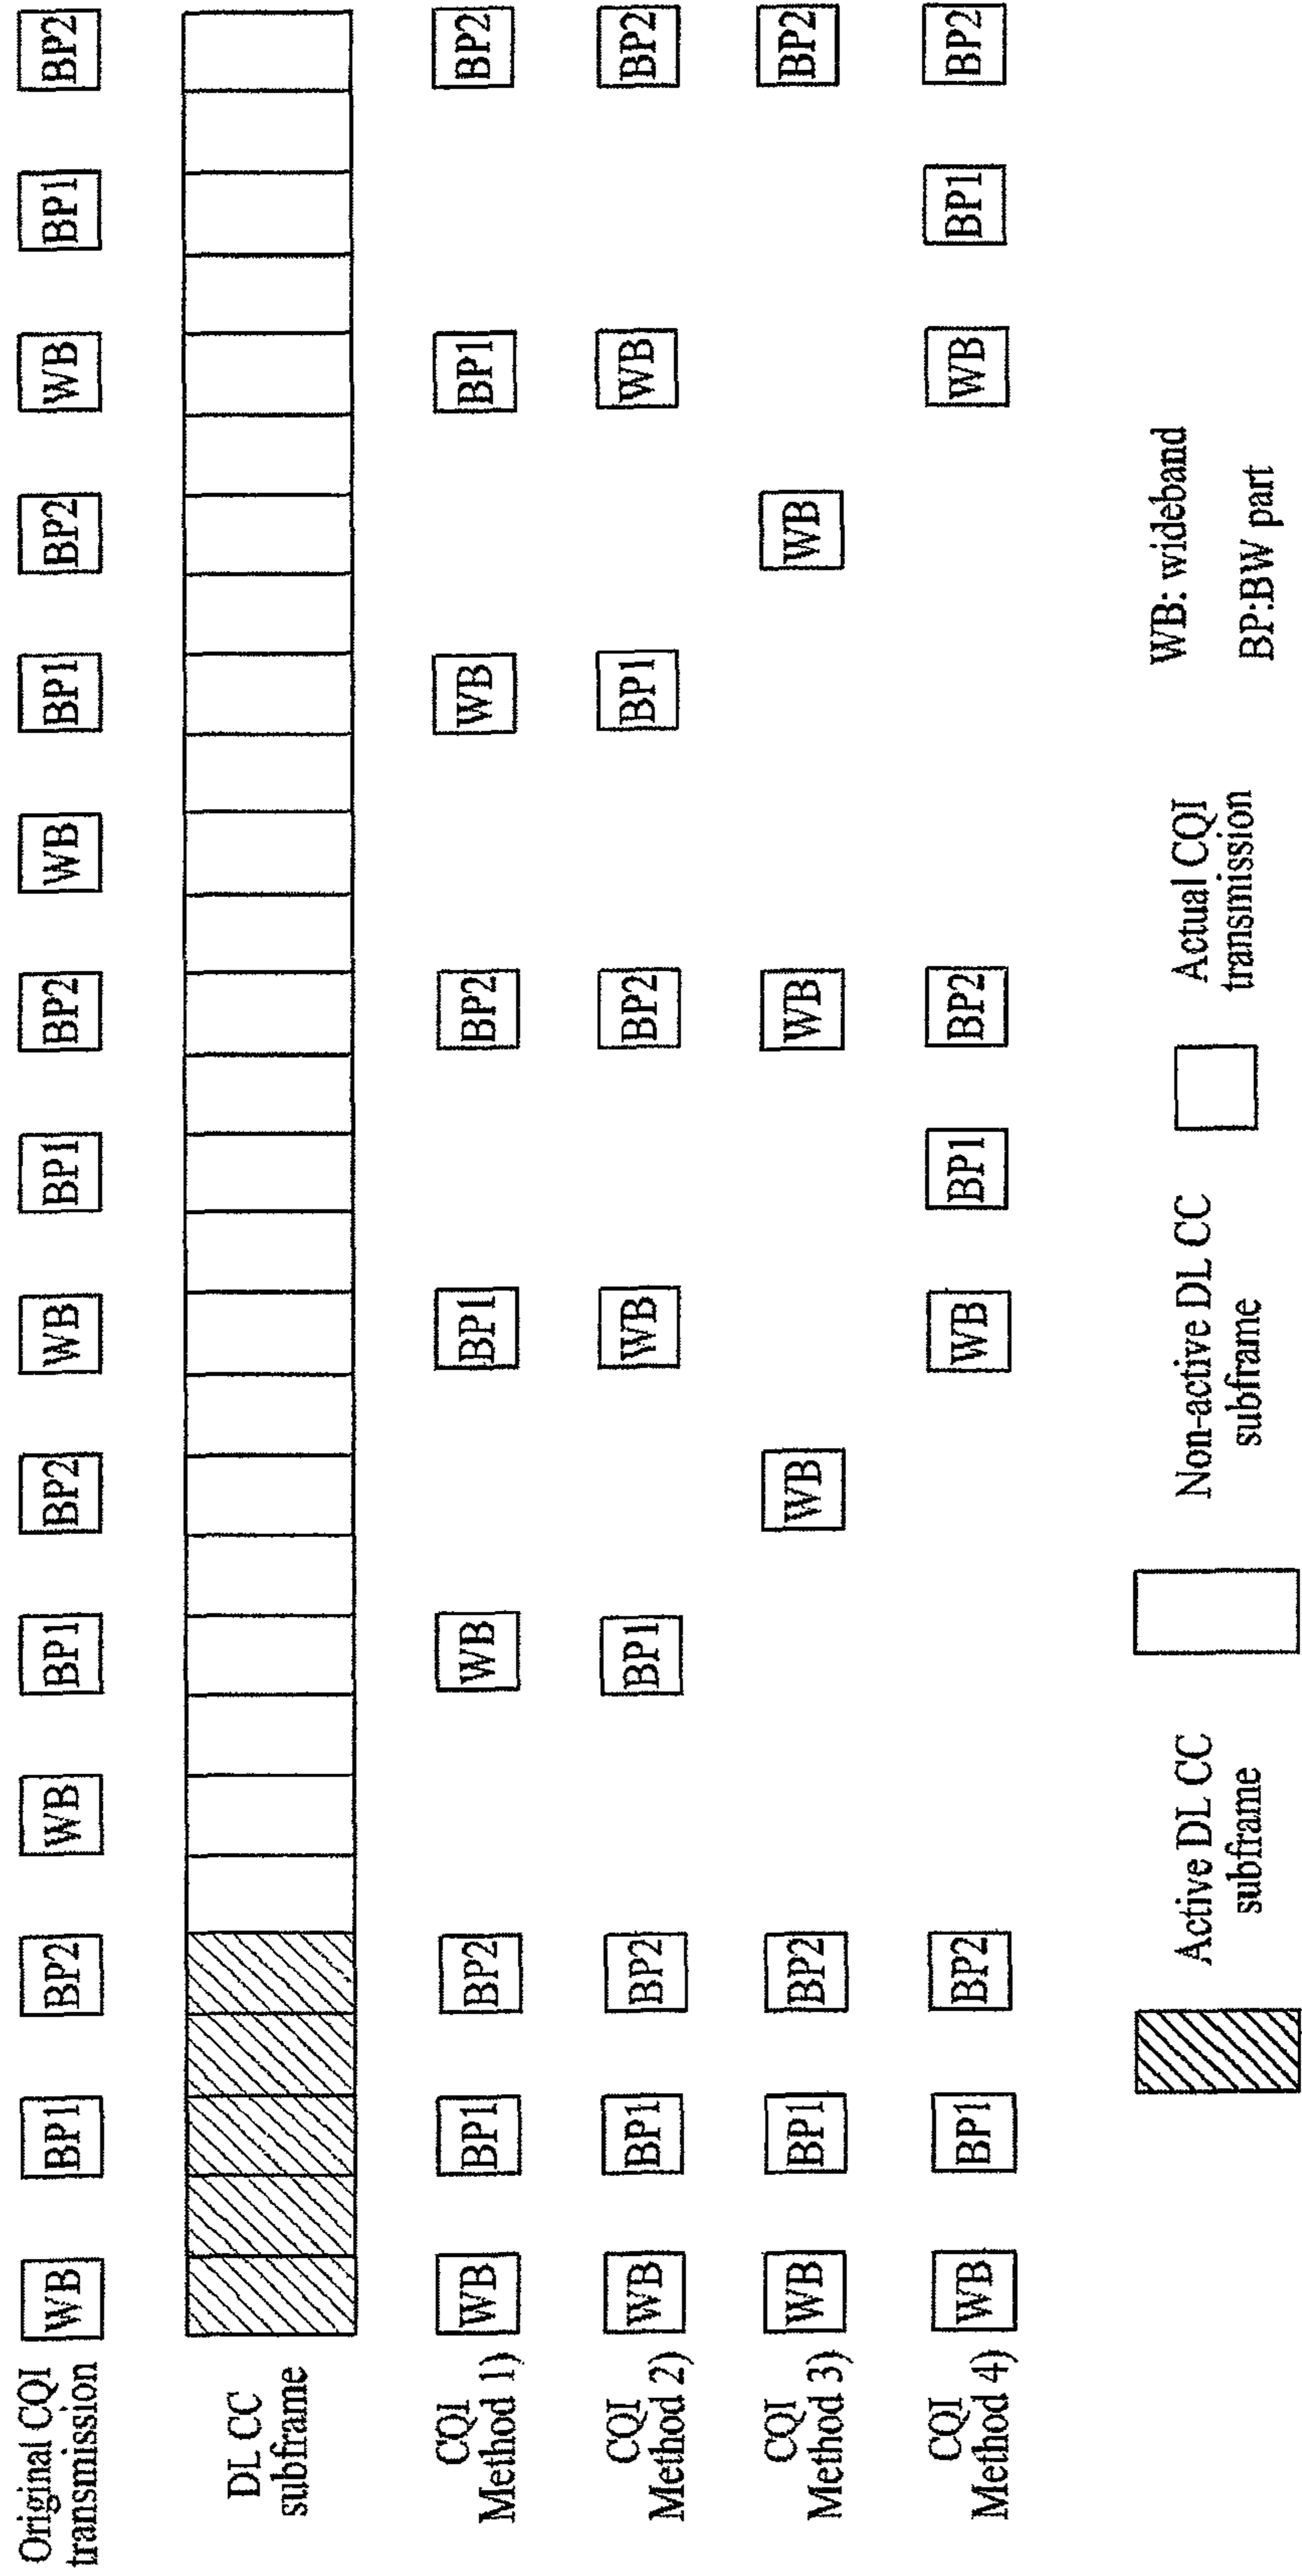 Original CQI
transmission
WB BP1 BP2 WB BP1 BP2 WB BP1 BP2 WB BP1 BP2 WB BP1 BP2
DL CC
subframe
CQI
Method 1)
WB BP1 BP2 WB BP1 BP2 WB BP1 BP2
CQI
Method 2)
WB BP1 BP2 BP1 WB BP2 BP1 WB BP2
CQI
Method 3)
WB BP1 BP2 WB WB WB BP2
CQI
Method 4)
WB BP1 BP2 WB BP1 BP2 WB BP1 BP2
Active DL CC
subframe
Non-active DL CC
subframe
Actual CQI
transmission
WB: wideband
BP:BW part